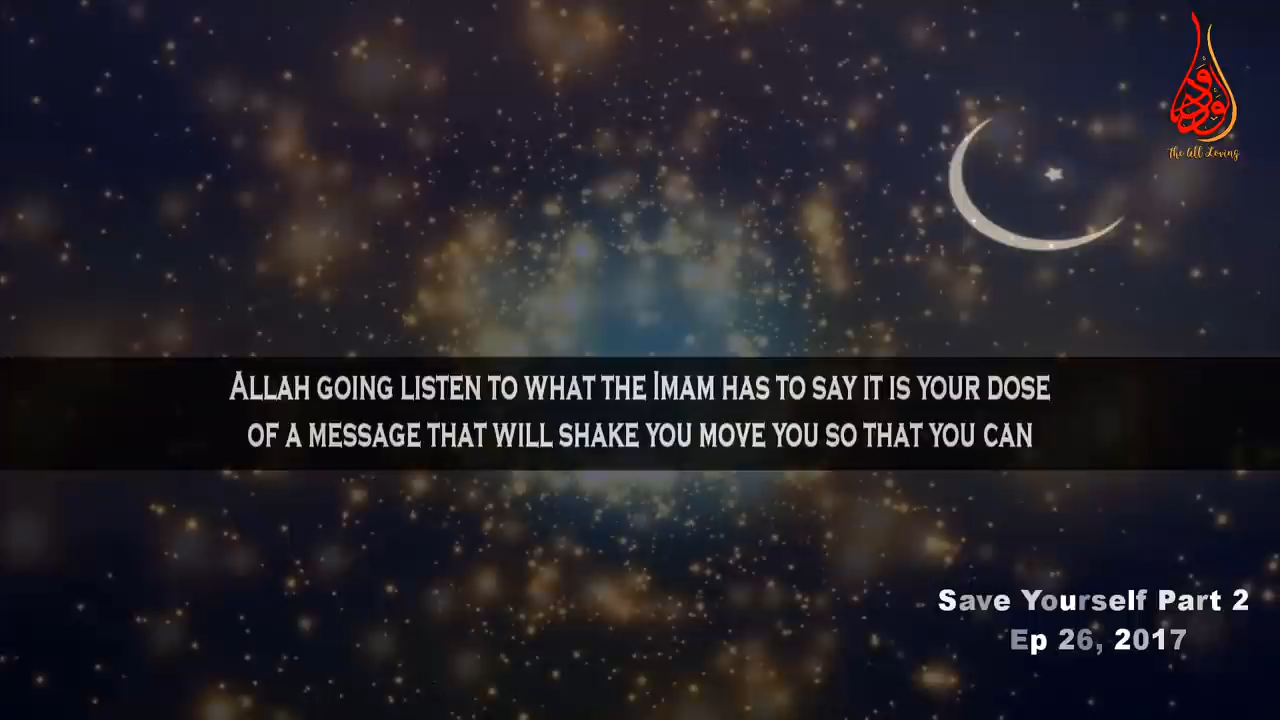 The All Loving
Allah going listen to what the Imam has to say it is your dose
of a message that will shake you move you so that you can
Save Yourself Part 2
Ep 26, 2017